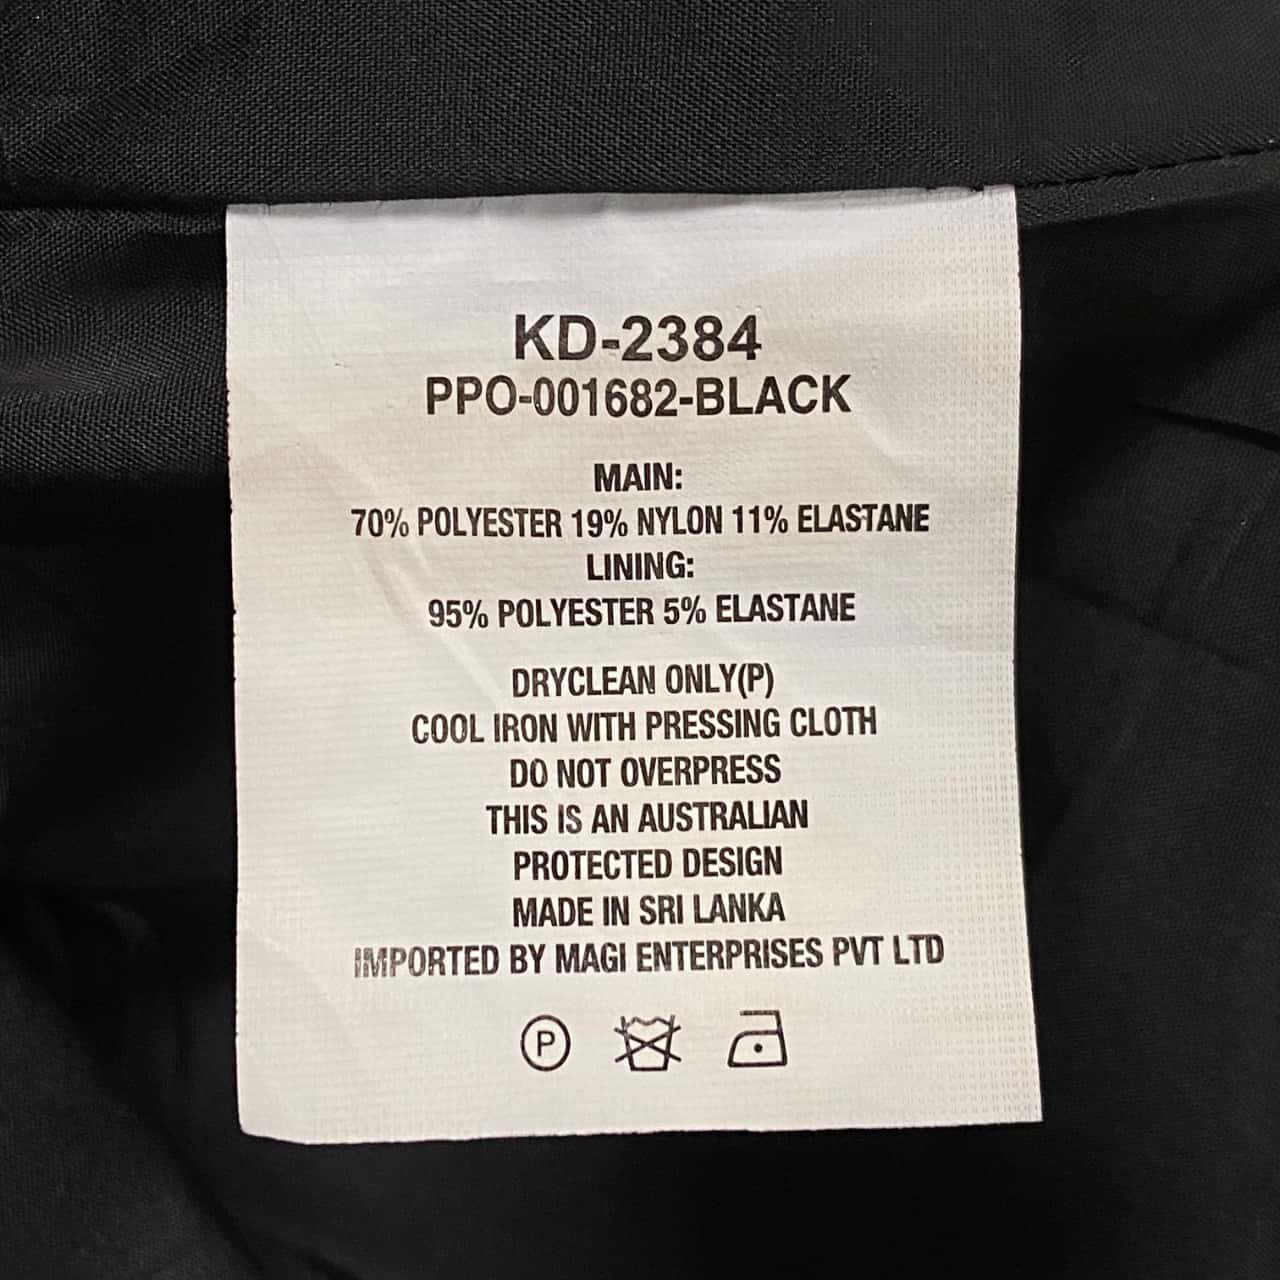 KD-2384
PPO-001682-BLACK
MAIN:
70% POLYESTER 19% NYLON 11% ELASTANE
LINING:
95% POLYESTER 5% ELASTANE
DRYCLEAN ONLY(P)
COOL IRON WITH PRESSING CLOTH
DO NOT OVERPRESS
THIS IS AN AUSTRALIAN
PROTECTED DESIGN
MADE IN SRI LANKA
IMPORTED BY MAGI ENTERPRISES PVT LTD
P